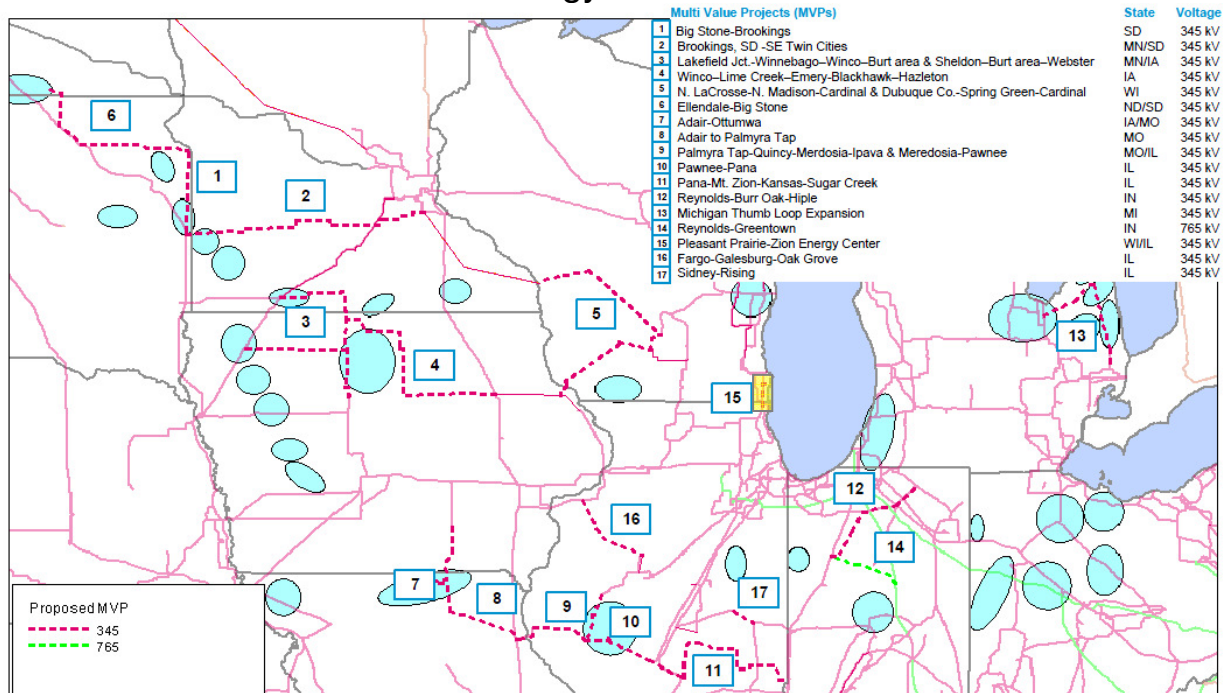 Multi Value Projects (MVPs) State Voltage
1 Big Stone-Brookings SD 345 kV
2 Brookings, SD -SE Twin Cities MN/SD 345 kV
3 Lakefield Jct.-Winnebago–Winco–Burt area & Sheldon–Burt area–Webster MN/IA 345 kV
4 Winco–Lime Creek–Emery-Blackhawk–Hazleton IA 345 kV
5 N. LaCrosse-N. Madison-Cardinal & Dubuque Co.-Spring Green-Cardinal WI 345 kV
6 Ellendale-Big Stone ND/SD 345 kV
7 Adair-Ottumwa IA/MO 345 kV
8 Adair to Palmyra Tap MO 345 kV
9 Palmyra Tap-Quincy-Merdosia-Ipava & Meredosia-Pawnee MO/IL 345 kV
10 Pawnee-Pana IL 345 kV
11 Pana-Mt. Zion-Kansas-Sugar Creek IL 345 kV
12 Reynolds-Burr Oak-Hiple IN 345 kV
13 Michigan Thumb Loop Expansion MI 345 kV
14 Reynolds-Greentown IN 765 kV
15 Pleasant Prairie-Zion Energy Center WI/IL 345 kV
16 Fargo-Galesburg-Oak Grove IL 345 kV
17 Sidney-Rising IL 345 kV
6
1
2
5
3
13
4
15
12
16
14
7
8
9
10
17
11
Proposed MVP
345
765